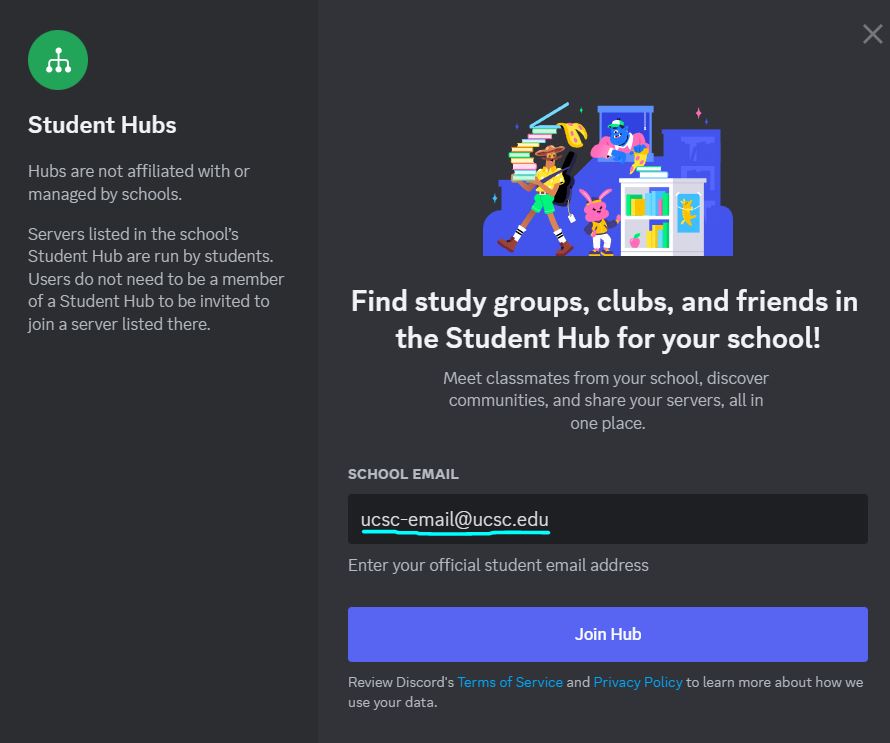 Student Hubs
Hubs are not affiliated with or
managed by schools.
Servers listed in the school’s
Student Hub are run by students.
Users do not need to be a member
of a Student Hub to be invited to
join a server listed there.
Find study groups, clubs, and friends in
the Student Hub for your school!
Meet classmates from your school, discover
communities, and share your servers, all in
one place.
SCHOOL EMAIL
ucsc-email@ucsc.edu
Enter your official student email address
Join Hub
Review Discord's Terms of Service and Privacy Policy to learn more about how we
use your data.